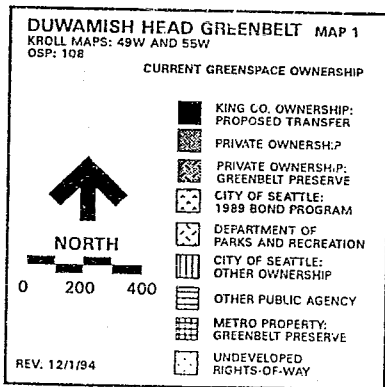 DUWAMISH HEAD GREENBELT MAP 1
KROLL MAPS: 49W AND 55W
OSP: 108
CURRENT GREENSPACE OWNERSHIP
KING CO. OWNERSHIP:
PROPOSED TRANSFER
PRIVATE OWNERSHIP
PRIVATE OWNERSHIP:
GREENBELT PRESERVE
CITY OF SEATTLE:
1989 BOND PROGRAM
DEPARTMENT OF
PARKS AND RECREATION
CITY OF SEATTLE:
OTHER OWNERSHIP
OTHER PUBLIC AGENCY
METRO PROPERTY:
GREENBELT PRESERVE
UNDEVELOPED
RIGHTS-OF-WAY
NORTH
0 200 400
REV. 12/1/94